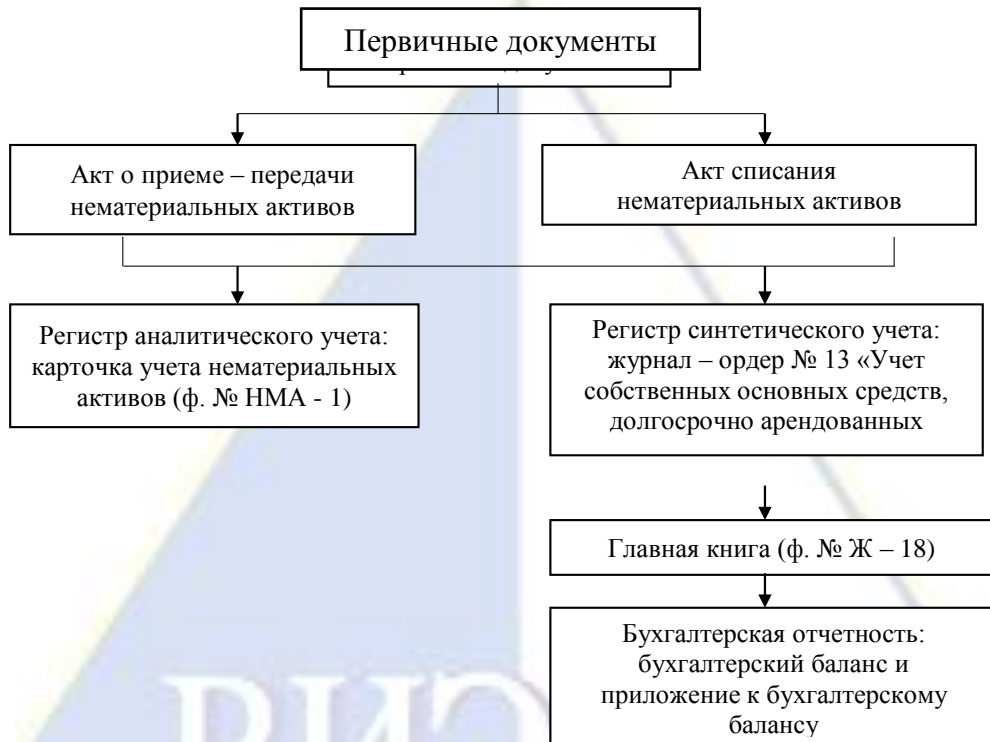 Первичные документы
Акт о приеме – передачи
нематериальных активов
Акт списания
нематериальных активов
Регистр аналитического учета:
карточка учета нематериальных
активов (ф. № НМА - 1)
Регистр синтетического учета:
журнал – ордер № 13 «Учет
собственных основных средств,
долгосрочно арендованных
Главная книга (ф. № Ж – 18)
Бухгалтерская отчетность:
бухгалтерский баланс и
приложение к бухгалтерскому
балансу